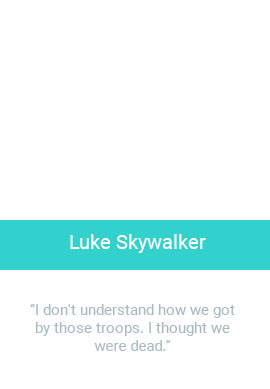 Luke Skywalker
“I don't understand how we got
by those troops. I thought we
were dead.“